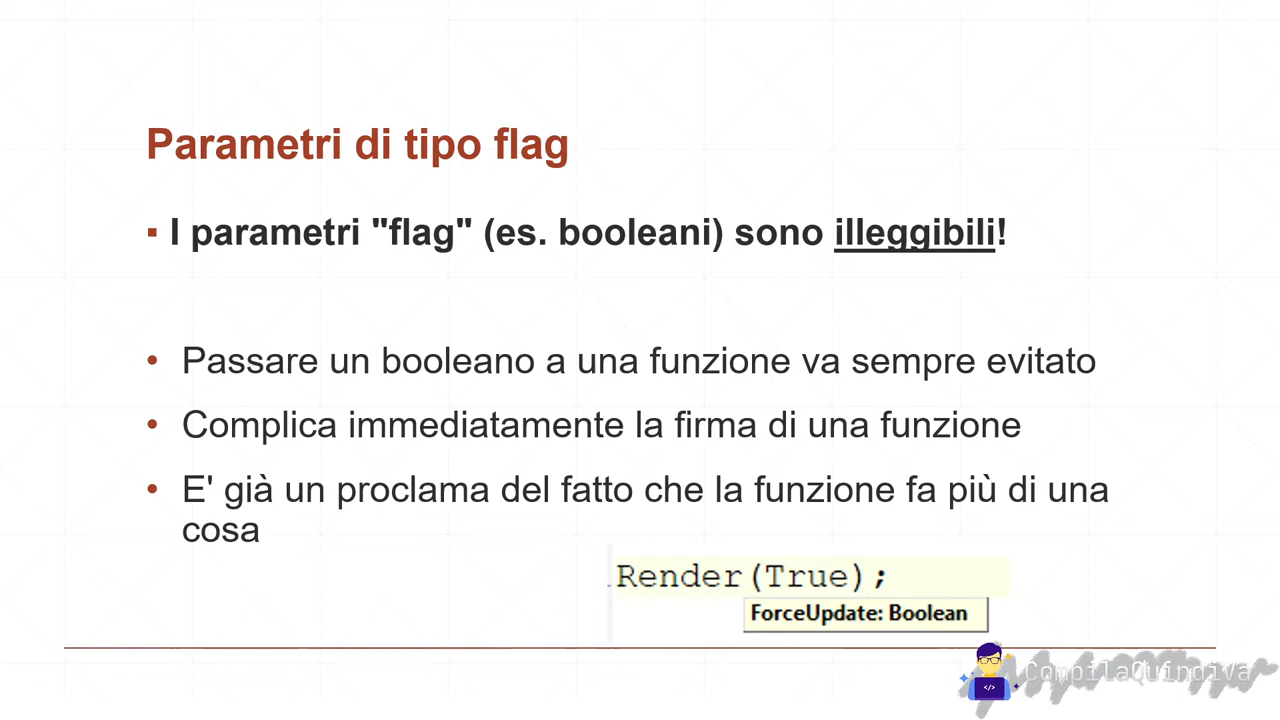 Parametri di tipo flag
▪ I parametri "flag" (es. booleani) sono illeggibili!
• Passare un booleano a una funzione va sempre evitato
• Complica immediatamente la firma di una funzione
• E' già un proclama del fatto che la funzione fa più di una
cosa
.Render(True);
ForceUpdate: Boolean
</>
CompilaQuindiVa